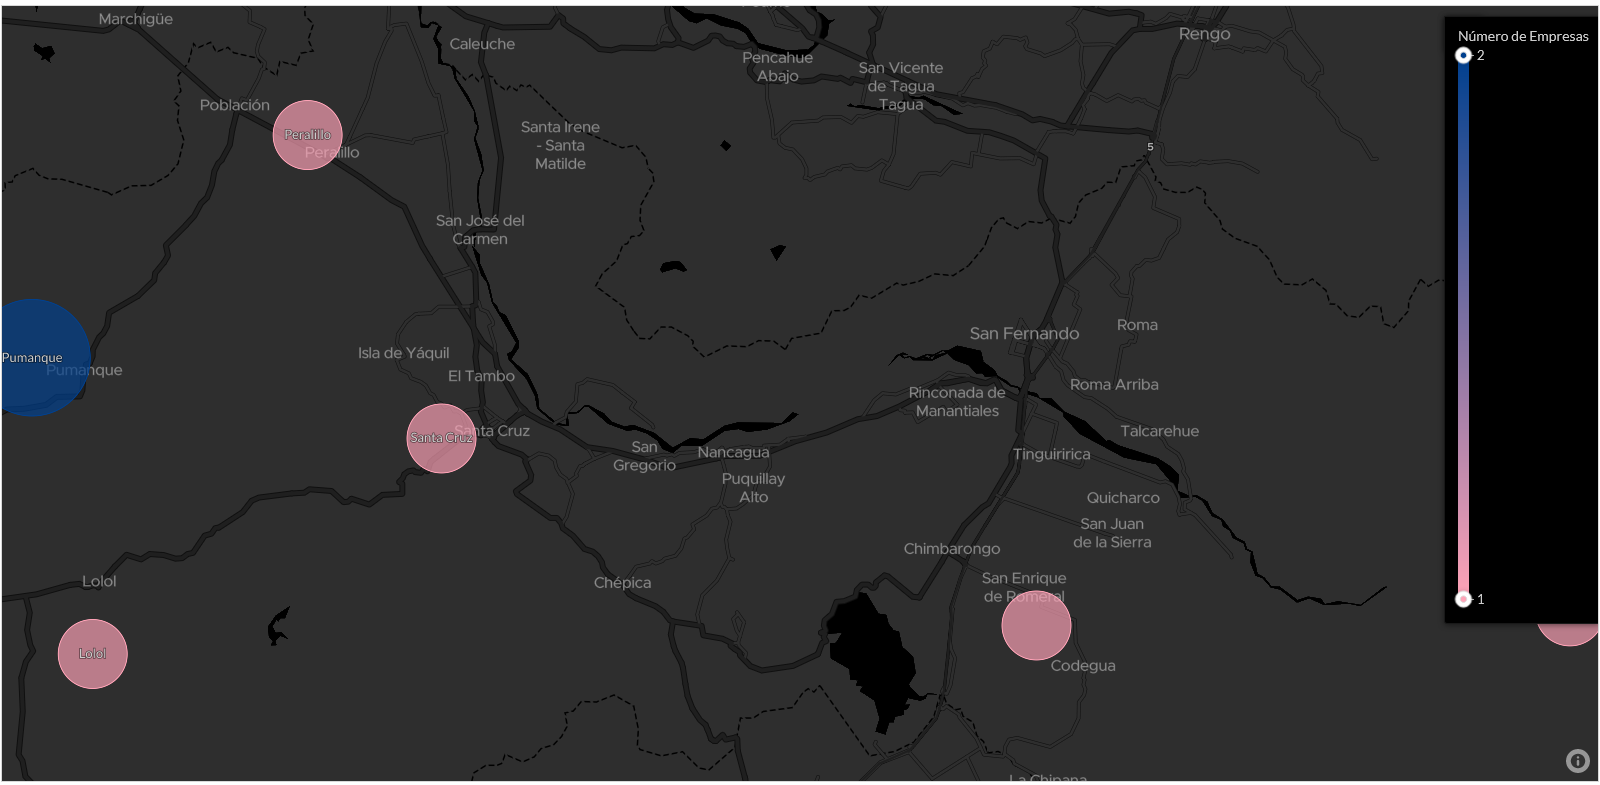 Marchigüe
Caleuche
Pencahue
Abajo
San Vicente
de Tagua
Tagua
Rengo
Número de Empresas
2
Población
Peralillo
Peralillo
Santa Irene
- Santa
Matilde
5
San José del
Carmen
Pumanque
Pumanque
Isla de Yáquil
El Tambo
San Fernando
Roma
Roma Arriba
Rinconada de
Manantiales
Santa Cruz
Santa Cruz
San
Gregorio
Nancagua
Puquillay
Alto
Talcarehue
Tinguiririca
Quicharco
San Juan
de la Sierra
Chimbarongo
San Enrique
de Romeral
Chépica
Lolol
Lolol
1
Codegua
La Chipana